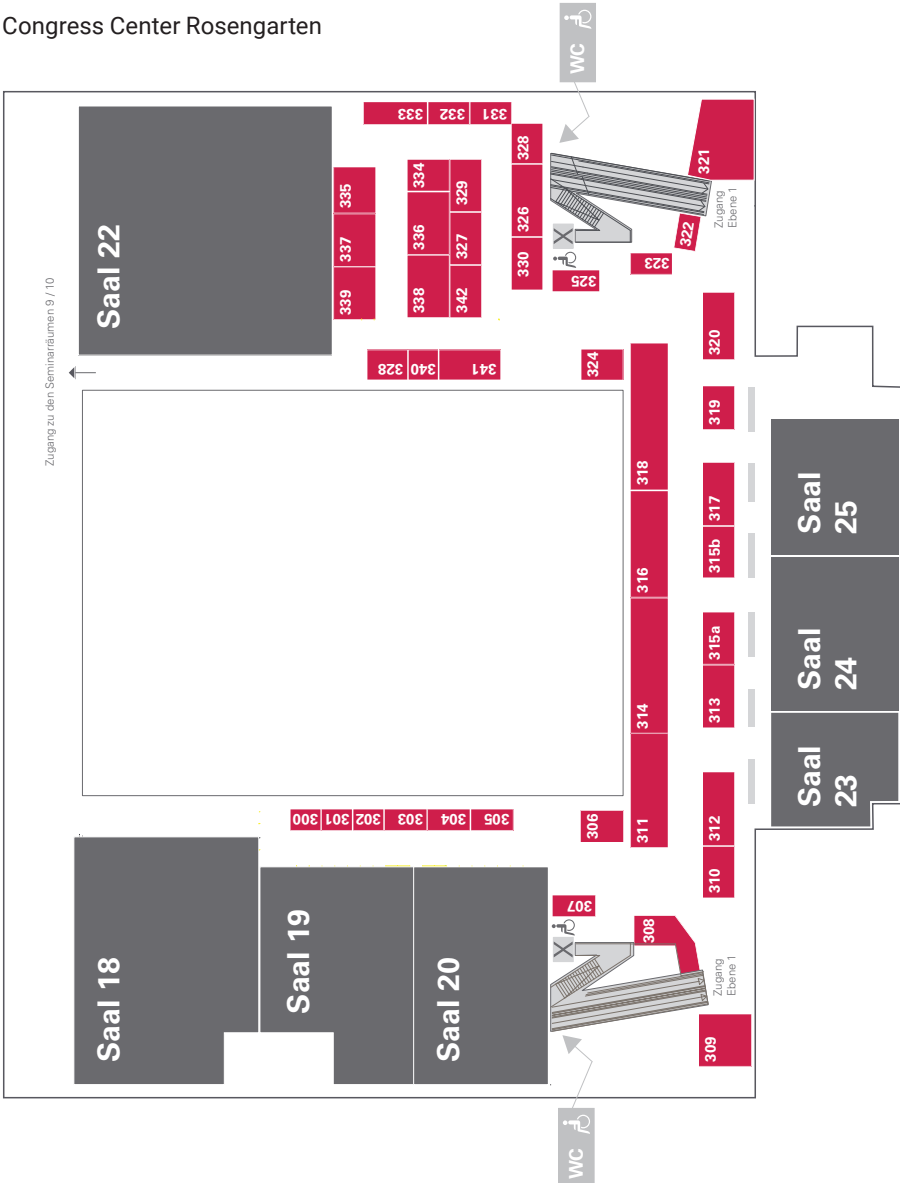 Congress Center Rosengarten
WC
333
332
331
328
321
334
329
335
326
Zugang
Ebene 1
336
322
337
327
330
X
323
325
Saal 22
339
338
342
320
Zugang zu den Seminarräumen 9 / 10
328
340
341
324
319
318
317
Saal
25
315b
316
315a
Saal
24
314
313
Saal
23
300
301
302
303
304
305
306
311
312
310
307
308
X
Saal 18
Saal 19
Saal 20
Zugang
Ebene 1
309
WC